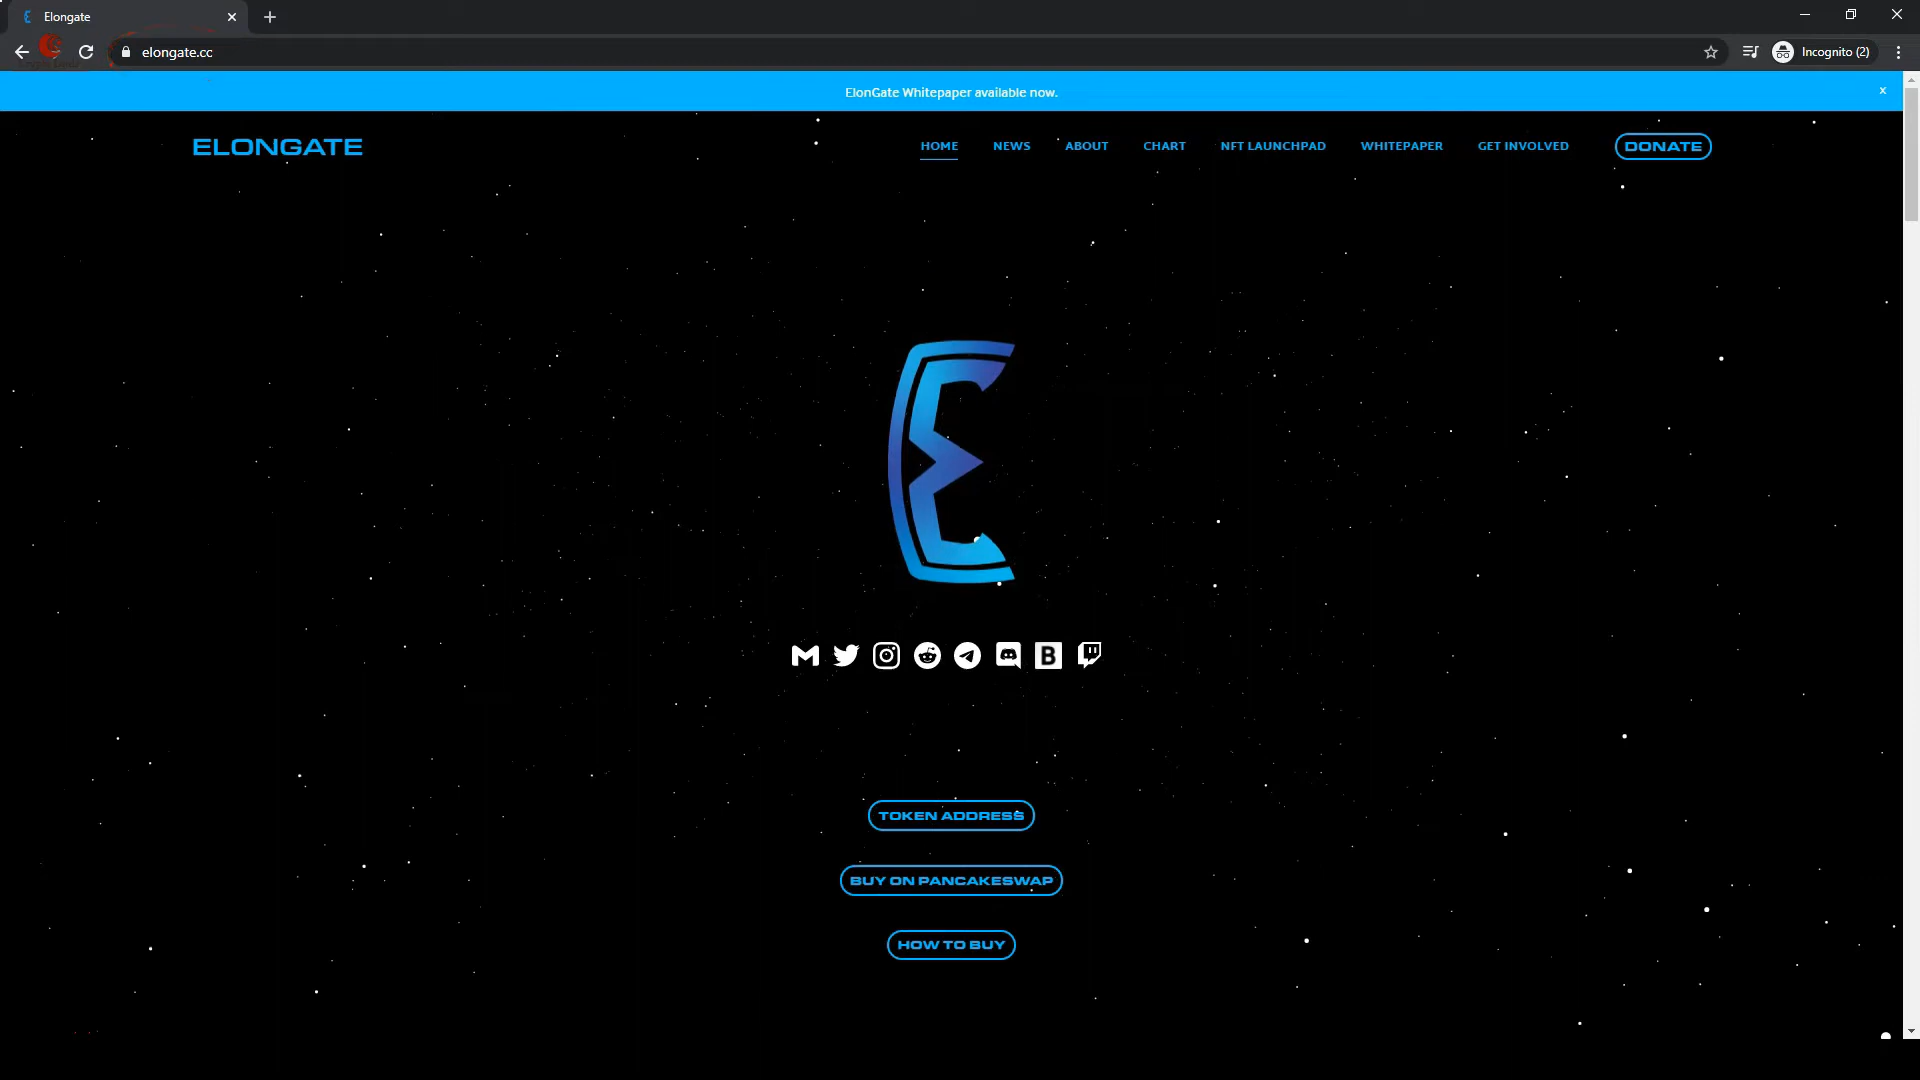 Elongate
elongate.cc
Incognito (2)
ElonGate Whitepaper available now.
x
ELONGATE
HOME
NEWS
ABOUT
CHART
NFT LAUNCHPAD
WHITEPAPER
GET INVOLVED
DONATE
B
TOKEN ADDRESS
BUY ON PANCAKESWAP
HOW TO BUY